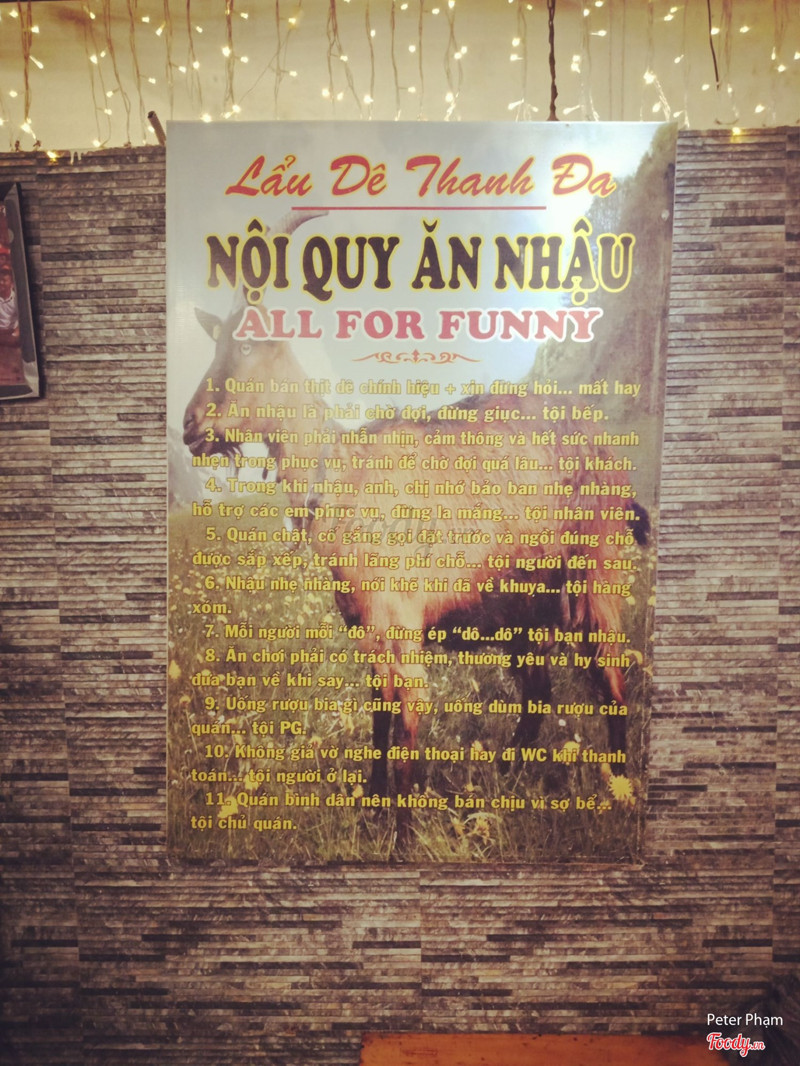 Lẩu Dê Thanh Đa
NỘI QUY ĂN NHẬU
ALL FOR FUNNY
1. Quán bán thịt dê chính hiệu + xin đừng hỏi... mất hay
2. Ăn nhậu là phải chờ đợi, đừng giục... tội bếp.
3. Nhân viên phải nhẫn nhịn, cảm thông và hết sức nhanh
nhẹn trong phục vụ, tránh để chờ đợi quá lâu... tội khách.
4. Trong khi nhậu, anh, chị nhớ bảo ban nhẹ nhàng,
hỗ trợ các em phục vụ, đừng la mắng... tội nhân viên.
5. Quán chật, cố gắng gọi đặt trước và ngồi đúng chỗ
được sắp xếp, tránh lãng phí chỗ... tội người đến sau.
6. Nhậu nhẹ nhàng, nói khẽ khi đã về khuya... tội hàng
xóm.
7. Mỗi người mỗi “đô”, đừng ép “dô...dô” tội bạn nhậu.
8. Ăn chơi phải có trách nhiệm, thương yêu và hy sinh
đưa bạn về khi say... tội bạn.
9. Uống rượu bia gì cũng vậy, uống dùm bia rượu của
quán... tội PG.
10. Không giả vờ nghe điện thoại hay đi WC khi thanh
toán... tội người ở lại.
11. Quán bình dân nên không bán chịu vì sợ bể...
tội chủ quán.
Peter Phạm
Foody.vn